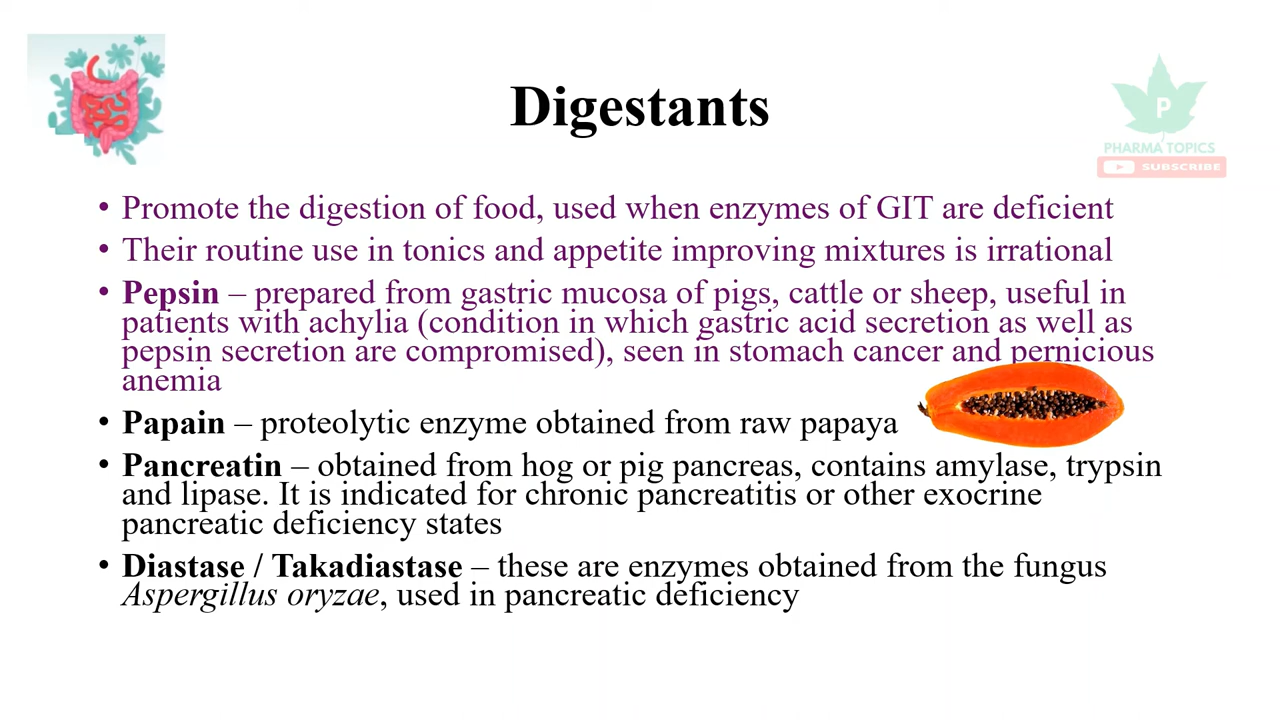 Digestants
P
PHARMA TOPICS
SUBSCRIBE
• Promote the digestion of food, used when enzymes of GIT are deficient
• Their routine use in tonics and appetite improving mixtures is irrational
• Pepsin – prepared from gastric mucosa of pigs, cattle or sheep, useful in
patients with achylia (condition in which gastric acid secretion as well as
pepsin secretion are compromised), seen in stomach cancer and pernicious
anemia
• Papain – proteolytic enzyme obtained from raw papaya
• Pancreatin – obtained from hog or pig pancreas, contains amylase, trypsin
and lipase. It is indicated for chronic pancreatitis or other exocrine
pancreatic deficiency states
• Diastase / Takadiastase – these are enzymes obtained from the fungus
Aspergillus oryzae, used in pancreatic deficiency